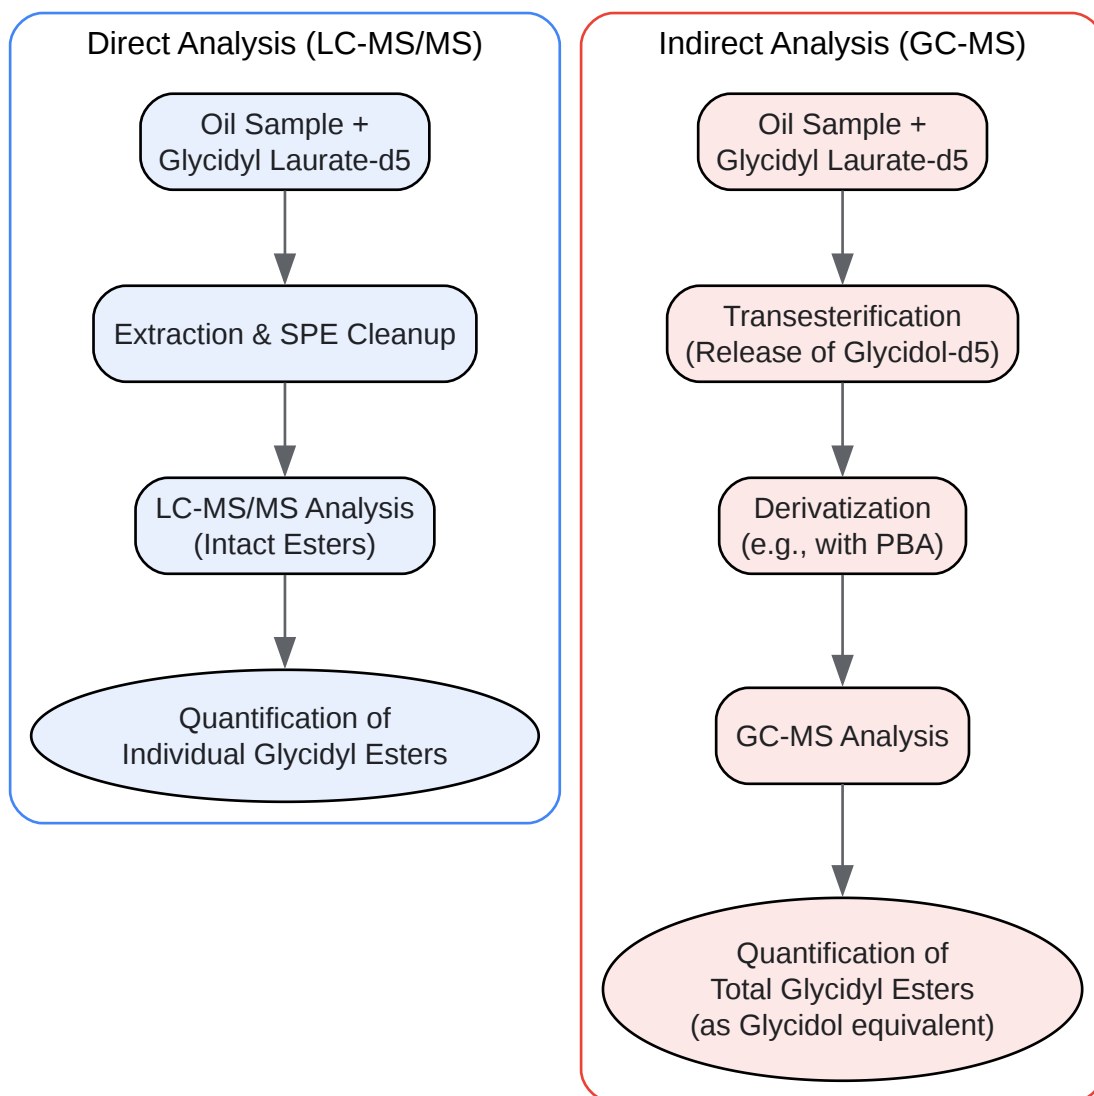 Direct Analysis (LC-MS/MS)
Oil Sample +
Glycidyl Laurate-d5
Extraction & SPE Cleanup
LC-MS/MS Analysis
(Intact Esters)
Quantification of
Individual Glycidyl Esters
Indirect Analysis (GC-MS)
Oil Sample +
Glycidyl Laurate-d5
Transesterification
(Release of Glycidol-d5)
Derivatization
(e.g., with PBA)
GC-MS Analysis
Quantification of
Total Glycidyl Esters
(as Glycidol equivalent)